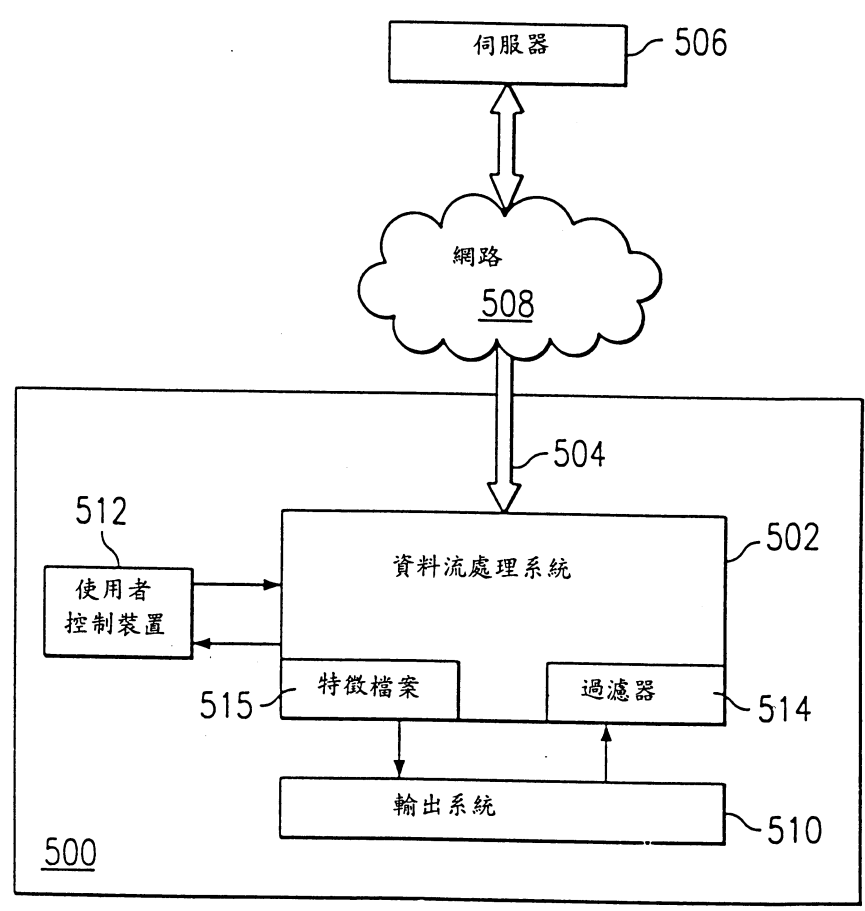 伺服器
506
網路
508
504
512
502
使用者
控制裝置
資料流處理系統
515
特徵檔案
過濾器
514
輸出系統
510
500